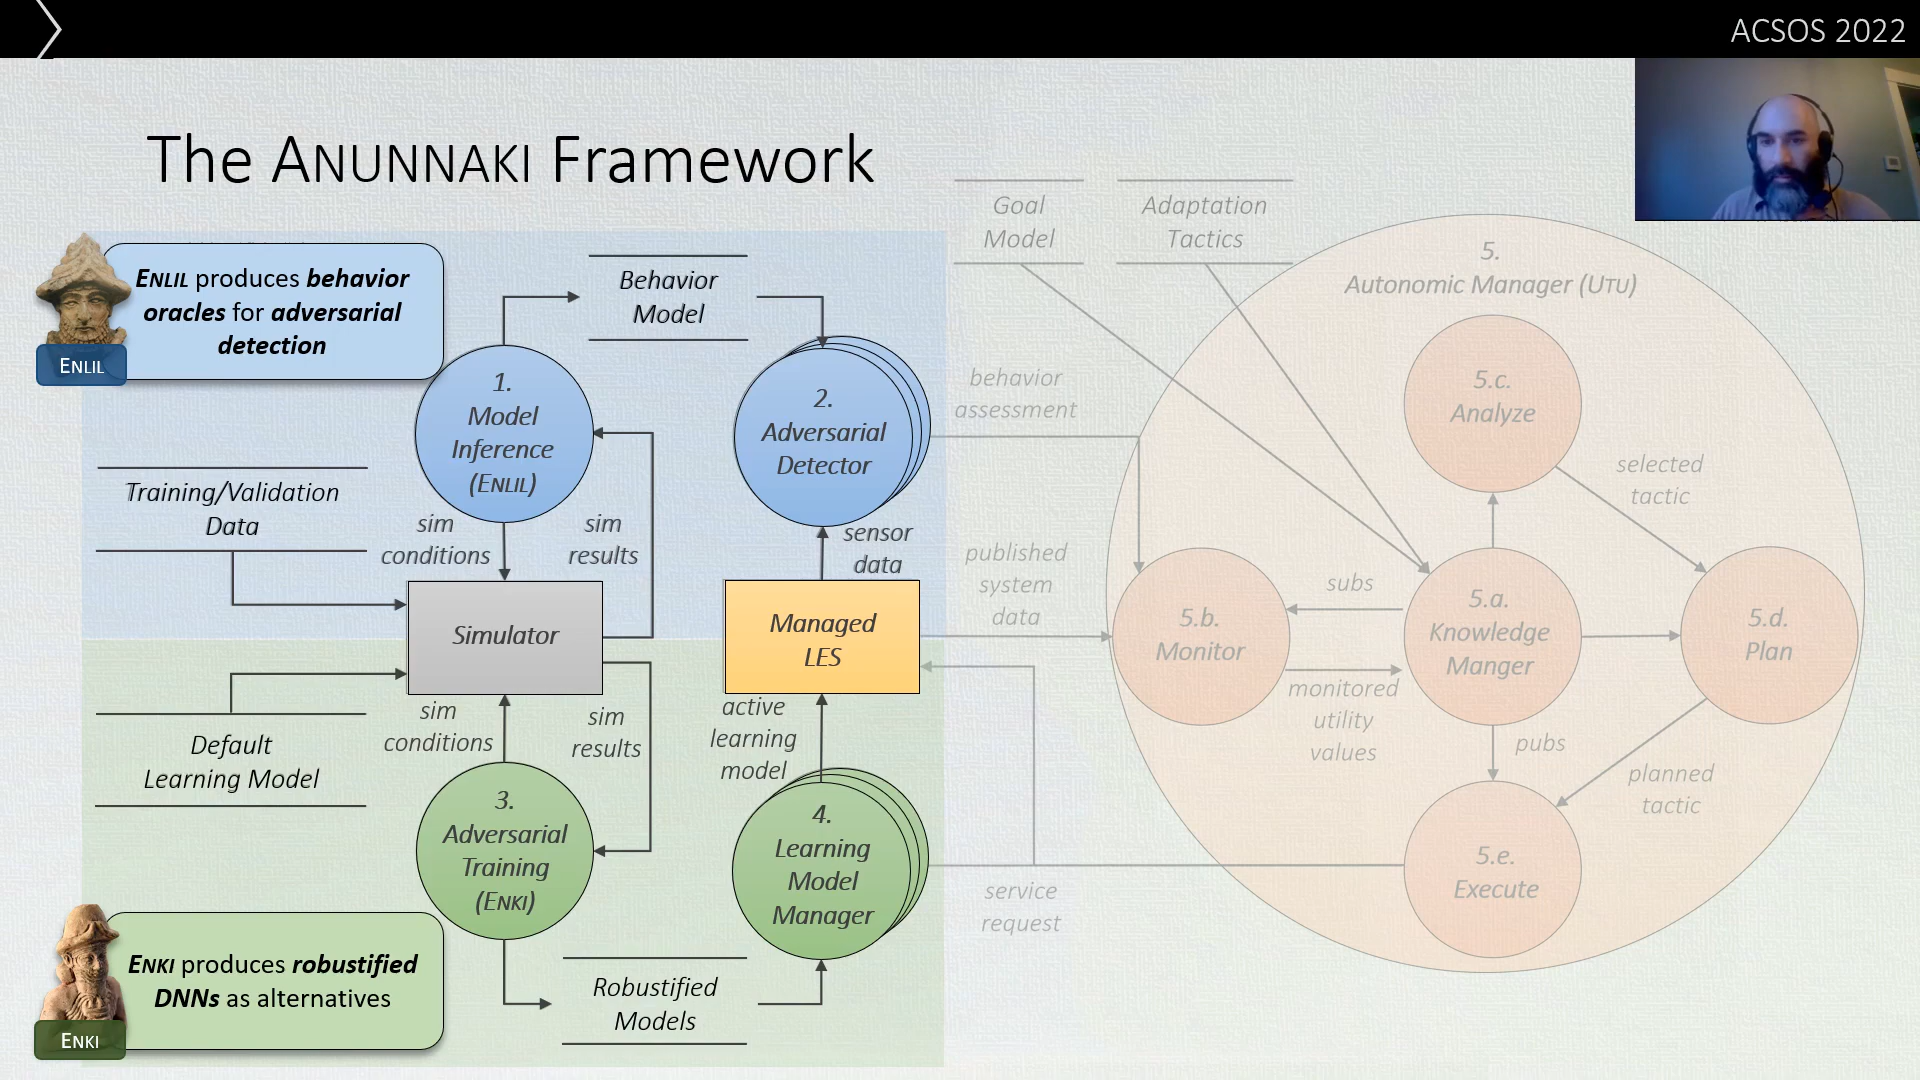 ACSOS 2022
The ANUNNAKI Framework
ENLIL produces behavior
oracles for adversarial
detection
ENLIL
Behavior
Model
1.
Model
Inference
(ENLIL)
2.
Adversarial
Detector
Training/Validation
Data
sim
conditions
sim
results
sensor
data
Simulator
Managed
LES
Default
Learning Model
sim
conditions
sim
results
active
learning
model
3.
Adversarial
Training
(ENKI)
4.
Learning
Model
Manager
ENKI produces robustified
DNNs as alternatives
ENKI
Robustified
Models
Goal
Model
Adaptation
Tactics
behavior
assessment
published
system
data
service
request
5.
Autonomic Manager (UTU)
5.c.
Analyze
selected
tactic
5.b.
Monitor
subs
monitored
utility
values
5.a.
Knowledge
Manger
5.d.
Plan
pubs
planned
tactic
5.e.
Execute